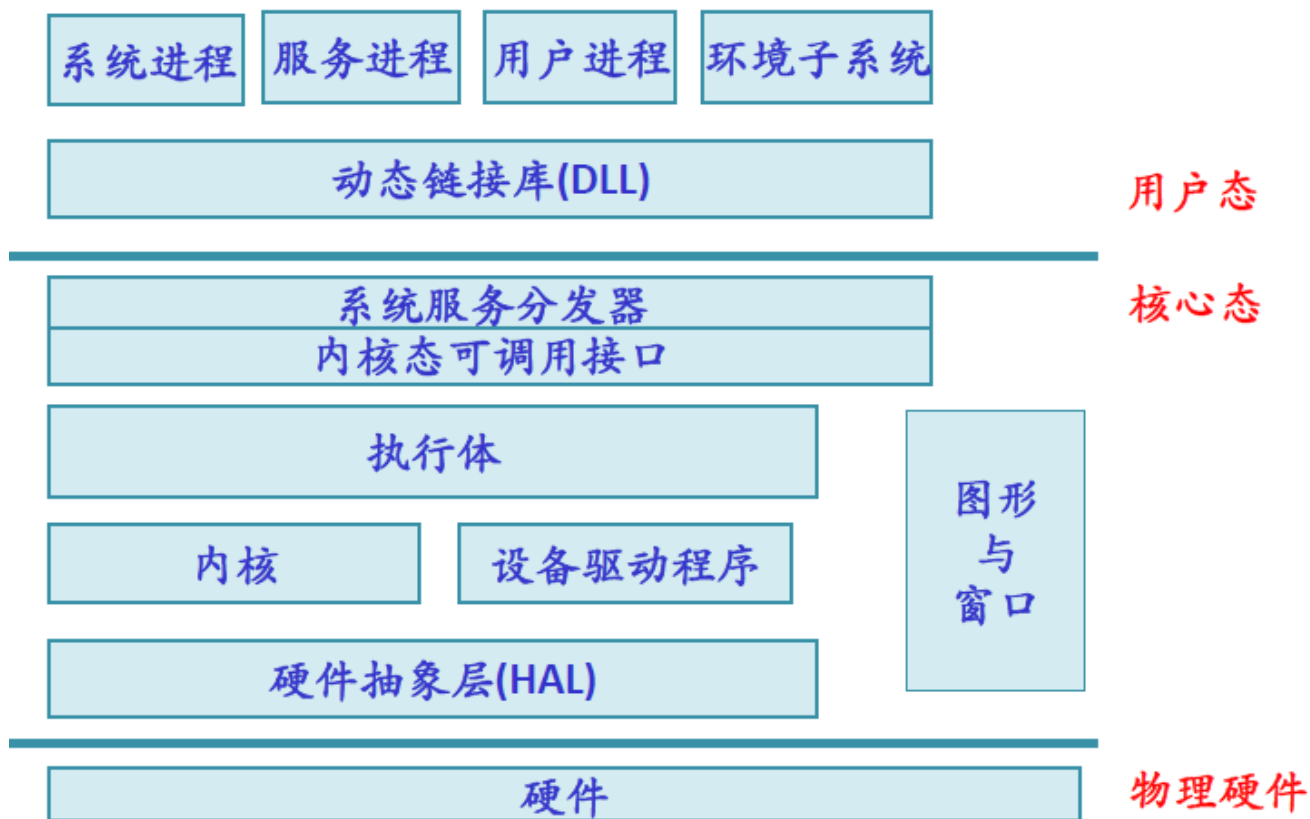 系统进程
服务进程
用户进程
环境子系统
动态链接库(DLL)
用户态
系统服务分发器
核心态
内核态可调用接口
执行体
图形
与
窗口
内核
设备驱动程序
硬件抽象层(HAL)
硬件
物理硬件